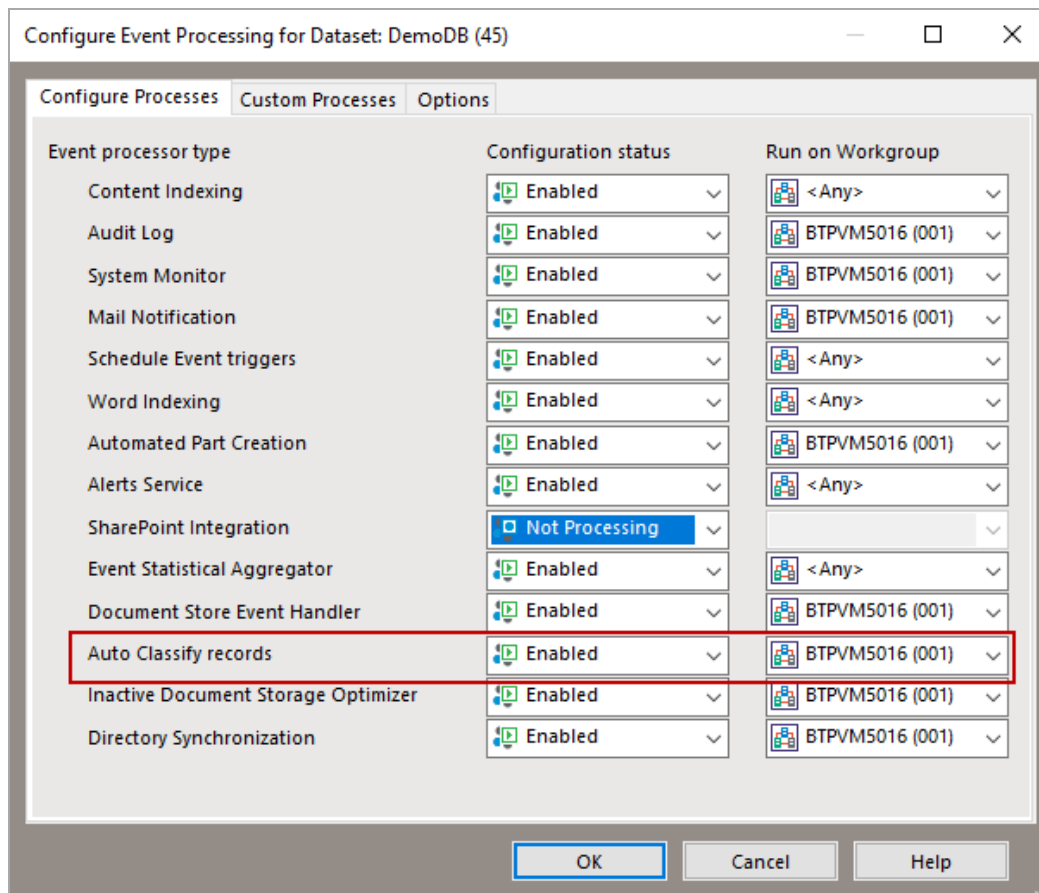 Configure Event Processing for Dataset: DemoDB (45)
Configure Processes Custom Processes Options
Event processor type Configuration status Run on Workgroup
Content Indexing Enabled <Any>
Audit Log Enabled BTPVM5016 (001)
System Monitor Enabled BTPVM5016 (001)
Mail Notification Enabled BTPVM5016 (001)
Schedule Event triggers Enabled <Any>
Word Indexing Enabled <Any>
Automated Part Creation Enabled BTPVM5016 (001)
Alerts Service Enabled <Any>
SharePoint Integration Not Processing
Event Statistical Aggregator Enabled <Any>
Document Store Event Handler Enabled BTPVM5016 (001)
Auto Classify records Enabled BTPVM5016 (001)
Inactive Document Storage Optimizer Enabled BTPVM5016 (001)
Directory Synchronization Enabled BTPVM5016 (001)
OK Cancel Help